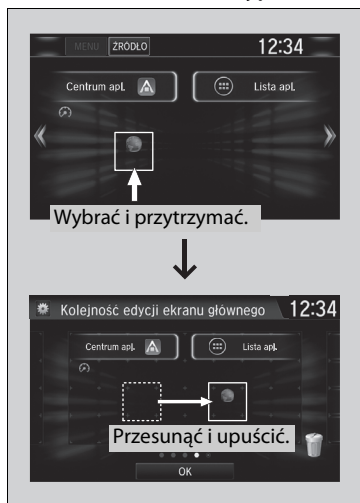 MENU ŹRÓDŁO 12:34
Centrum apl. Lista apl.
Wybrać i przytrzymać.
Kolejność edycji ekranu głównego 12:34
Centrum apl. Lista apl.
Przesunąć i upuścić.
OK